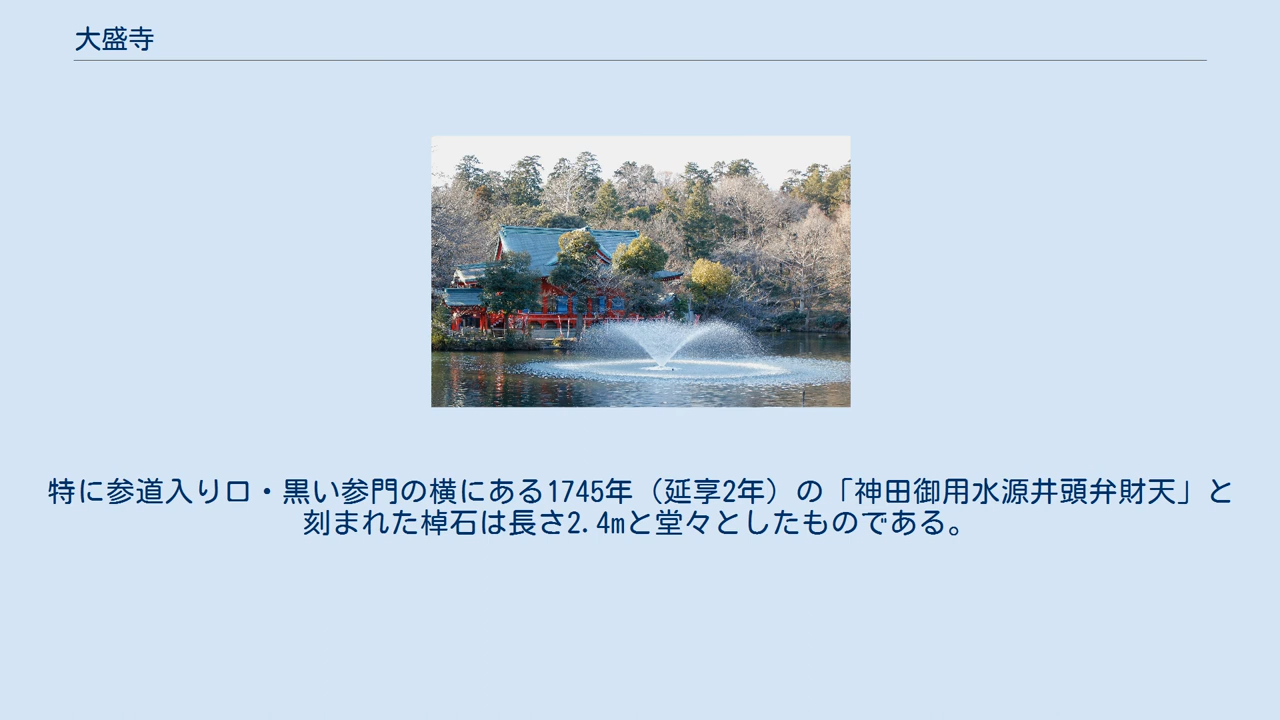 大盛寺
特に参道入り口・黒い参門の横にある1745年（延享2年）の「神田御用水源井頭弁財天」と
刻まれた棹石は長さ2.4mと堂々としたものである。